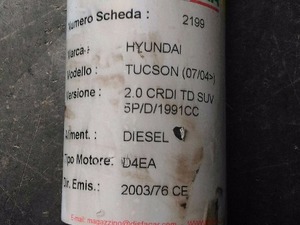 Numero Scheda : 2199
Marca HYUNDAI
Modello : TUCSON (07/04>)
Versione : 2.0 CRDI TD SUV
5P/D/1991CC
Aliment. : DIESEL
Tipo Motore: D4EA
Dir. Emis.: 2003/76 CE
E-mail: